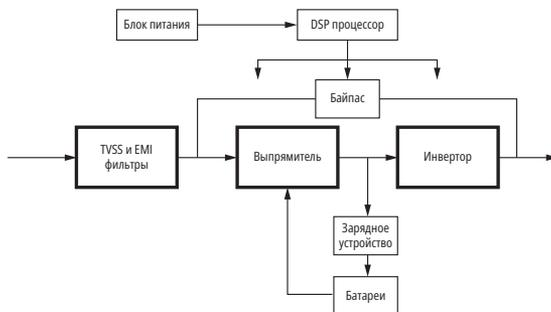 Блок питания
DSP процессор
Байпас
TVSS и EMI
фильтры
Выпрямитель
Инвертор
Зарядное
устройство
Батареи